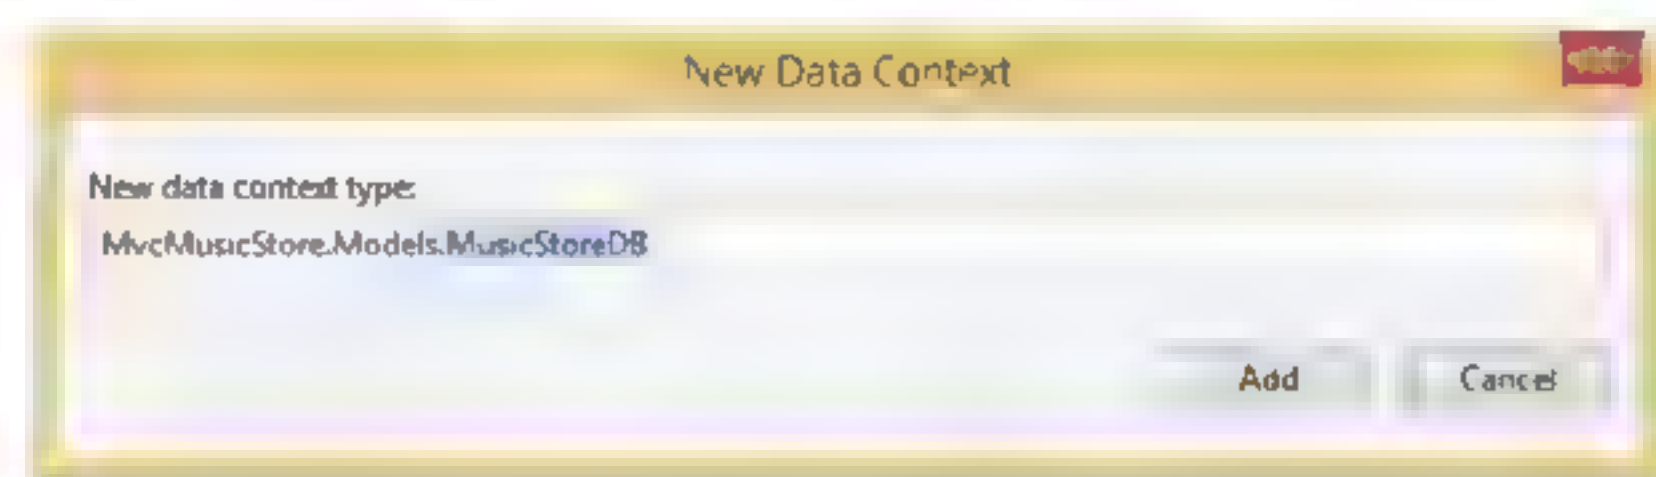 New Data Context
New data context type:
MvcMusicStore.Models.MusicStoreDB
Add
Cancel